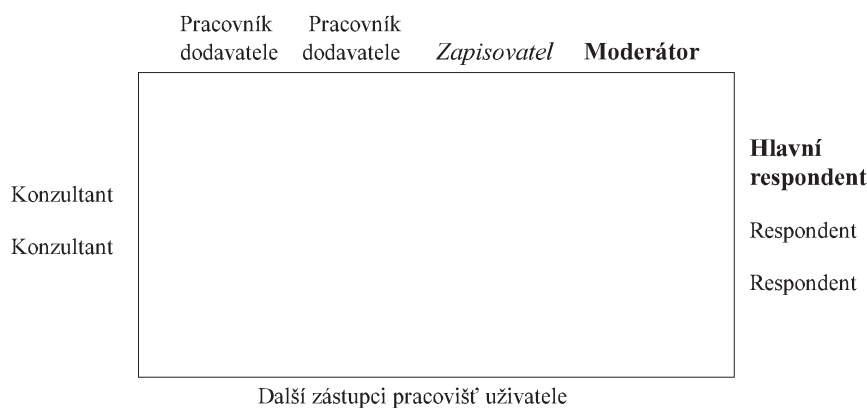 Pracovník
dodavatele
Pracovník
dodavatele
Zapisovatel
Moderátor
Konzultant
Konzultant
Hlavní
respondent
Respondent
Respondent
Další zástupci pracovišť uživatele